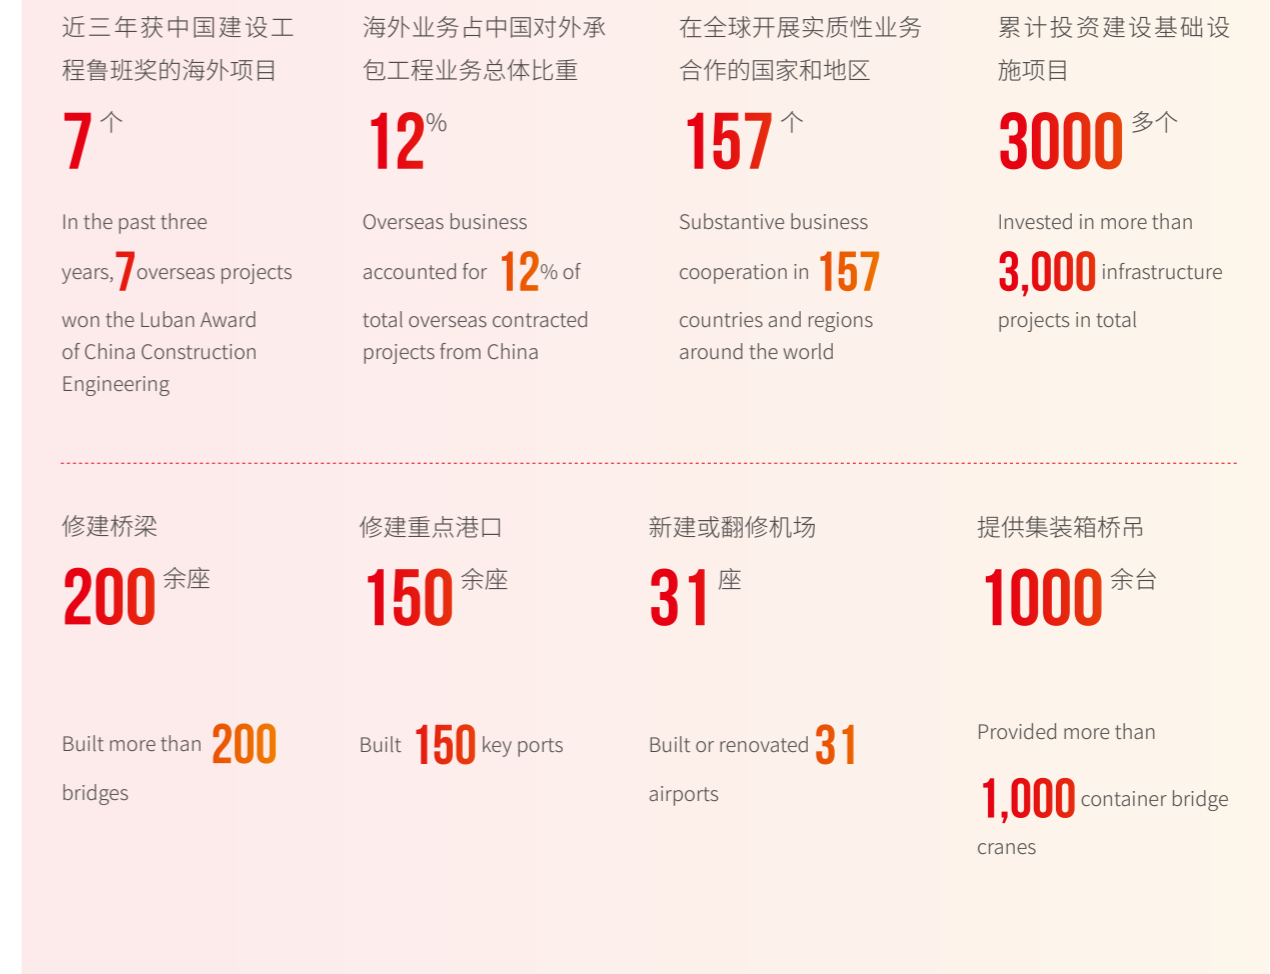 近三年获中国建设工
程鲁班奖的海外项目
7个
In the past three
years,7overseas projects
won the Luban Award
of China Construction
Engineering
海外业务占中国对外承
包工程业务总体比重
12%
Overseas business
accounted for 12% of
total overseas contracted
projects from China
在全球开展实质性业务
合作的国家和地区
157个
Substantive business
cooperation in 157
countries and regions
around the world
累计投资建设基础设
施项目
3000多个
Invested in more than
3,000 infrastructure
projects in total
修建桥梁
200余座
Built more than 200
bridges
修建重点港口
150余座
Built 150 key ports
新建或翻修机场
31座
Built or renovated 31
airports
提供集装箱桥吊
1000余台
Provided more than
1,000 container bridge
cranes